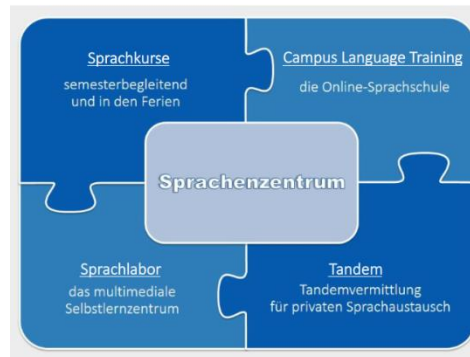 Sprachkurse
semesterbegleitend
und in den Ferien
Campus Language Training
die Online-Sprachschule
Sprachenzentrum
Sprachlabor
das multimediale
Selbstlernzentrum
Tandem
Tandemvermittlung
für privaten Sprachaustausch